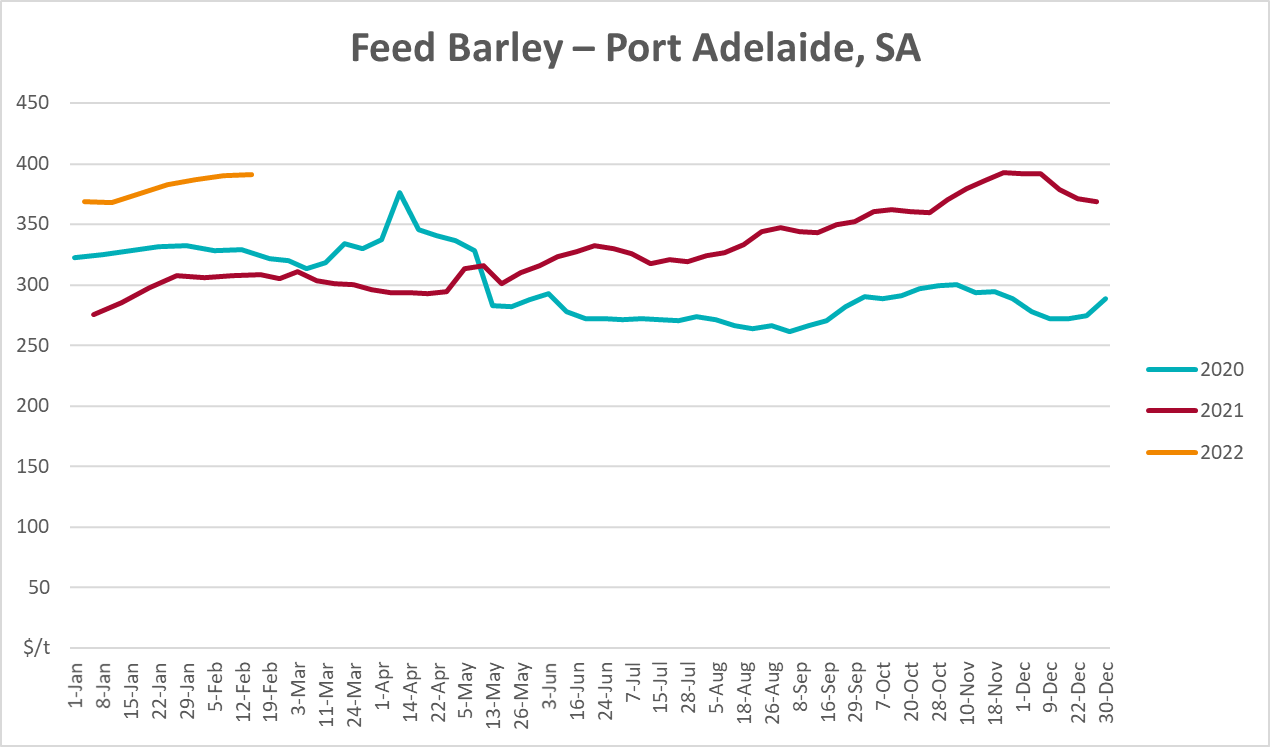 Feed Barley – Port Adelaide, SA
450
400
350
300
250
200
150
100
50
$/t
1-Jan
8-Jan
15-Jan
22-Jan
29-Jan
5-Feb
12-Feb
19-Feb
3-Mar
11-Mar
24-Mar
1-Apr
14-Apr
22-Apr
5-May
13-May
26-May
3-Jun
16-Jun
24-Jun
7-Jul
15-Jul
28-Jul
5-Aug
18-Aug
26-Aug
8-Sep
16-Sep
29-Sep
7-Oct
20-Oct
28-Oct
10-Nov
18-Nov
1-Dec
9-Dec
22-Dec
30-Dec
2020
2021
2022